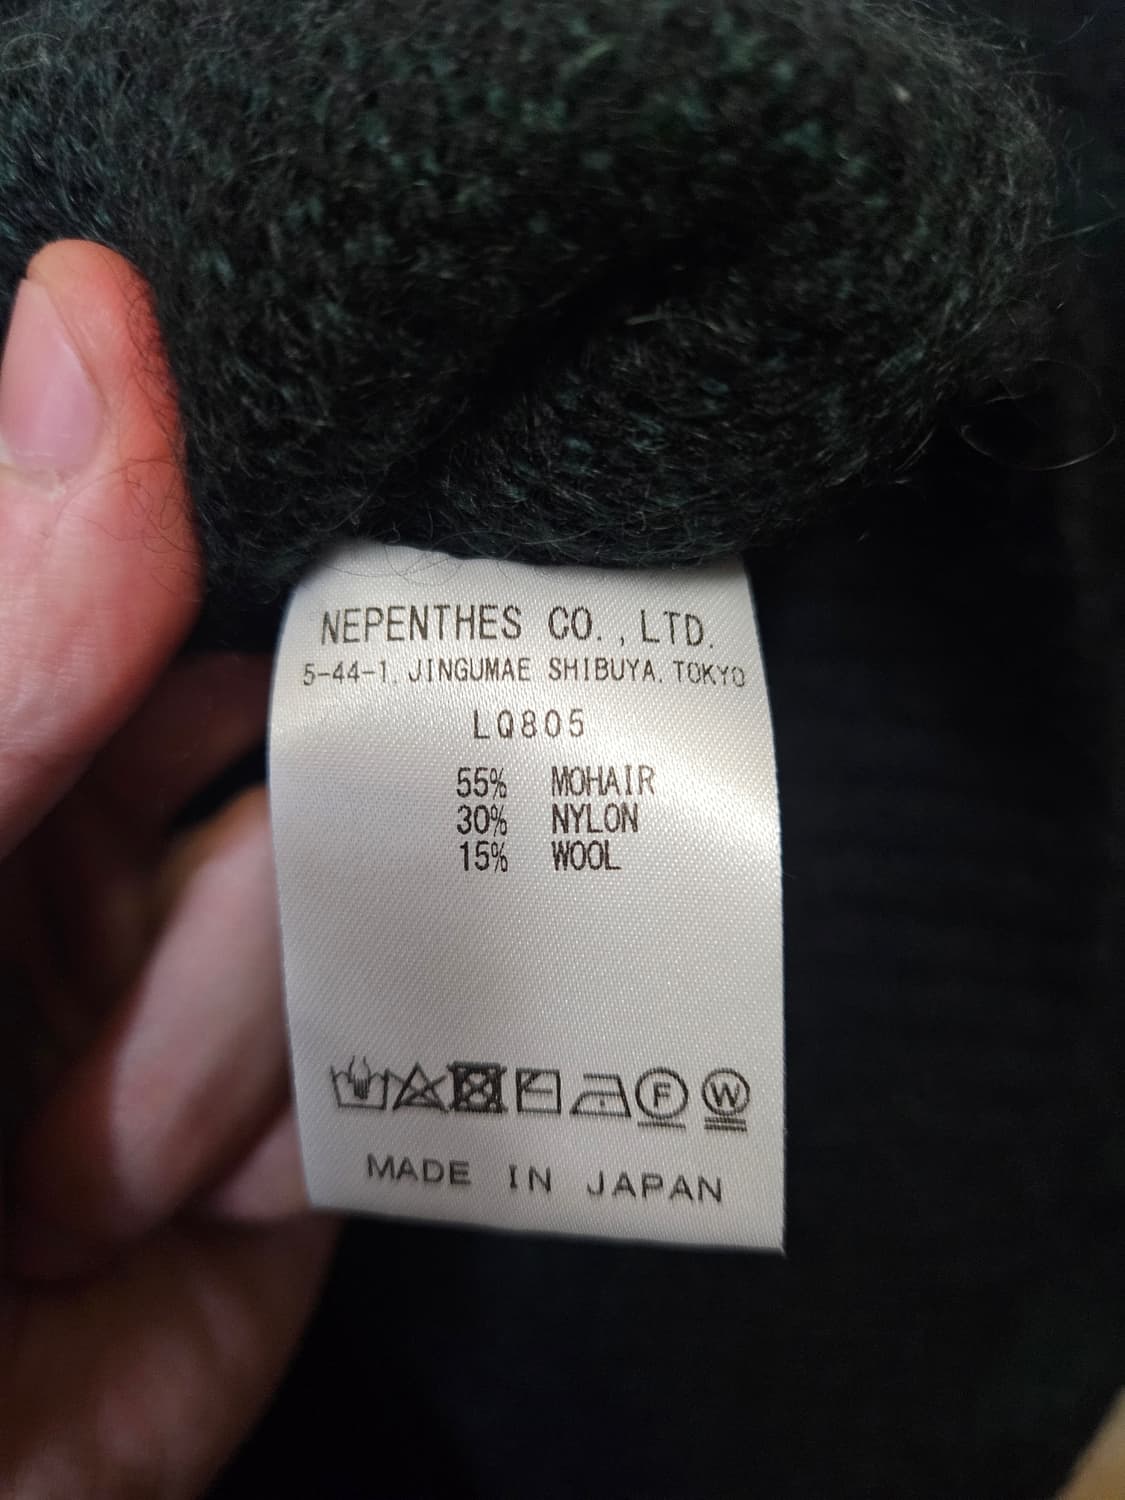 NEPENTHES CO.,LTD.
5-44-1, JINGUMAE SHIBUYA, TOKYO
LQ805
55% MOHAIR
30% NYLON
15% WOOL
F W
MADE IN JAPAN